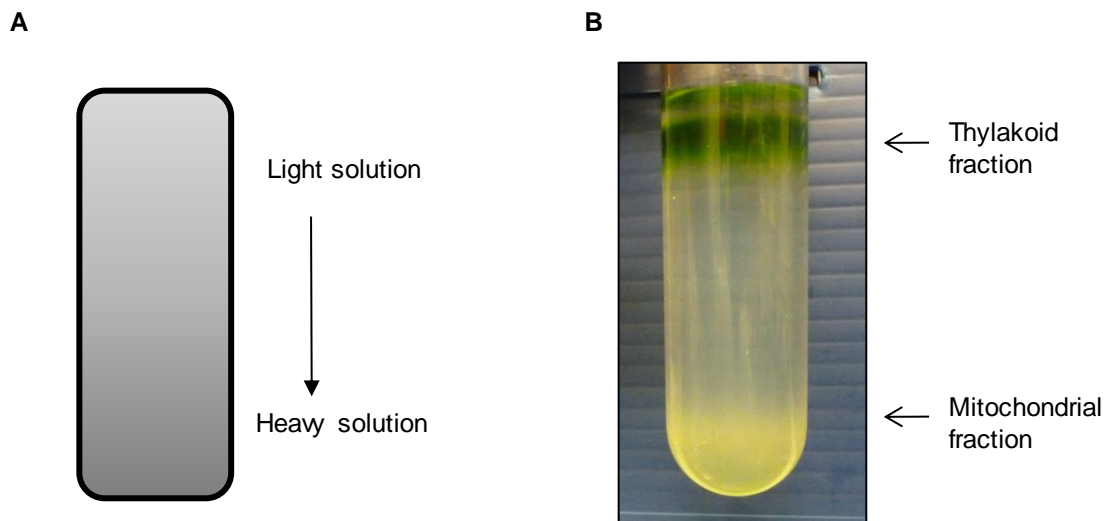 A
B
Light solution
Heavy solution
Thylakoid
fraction
Mitochondrial
fraction